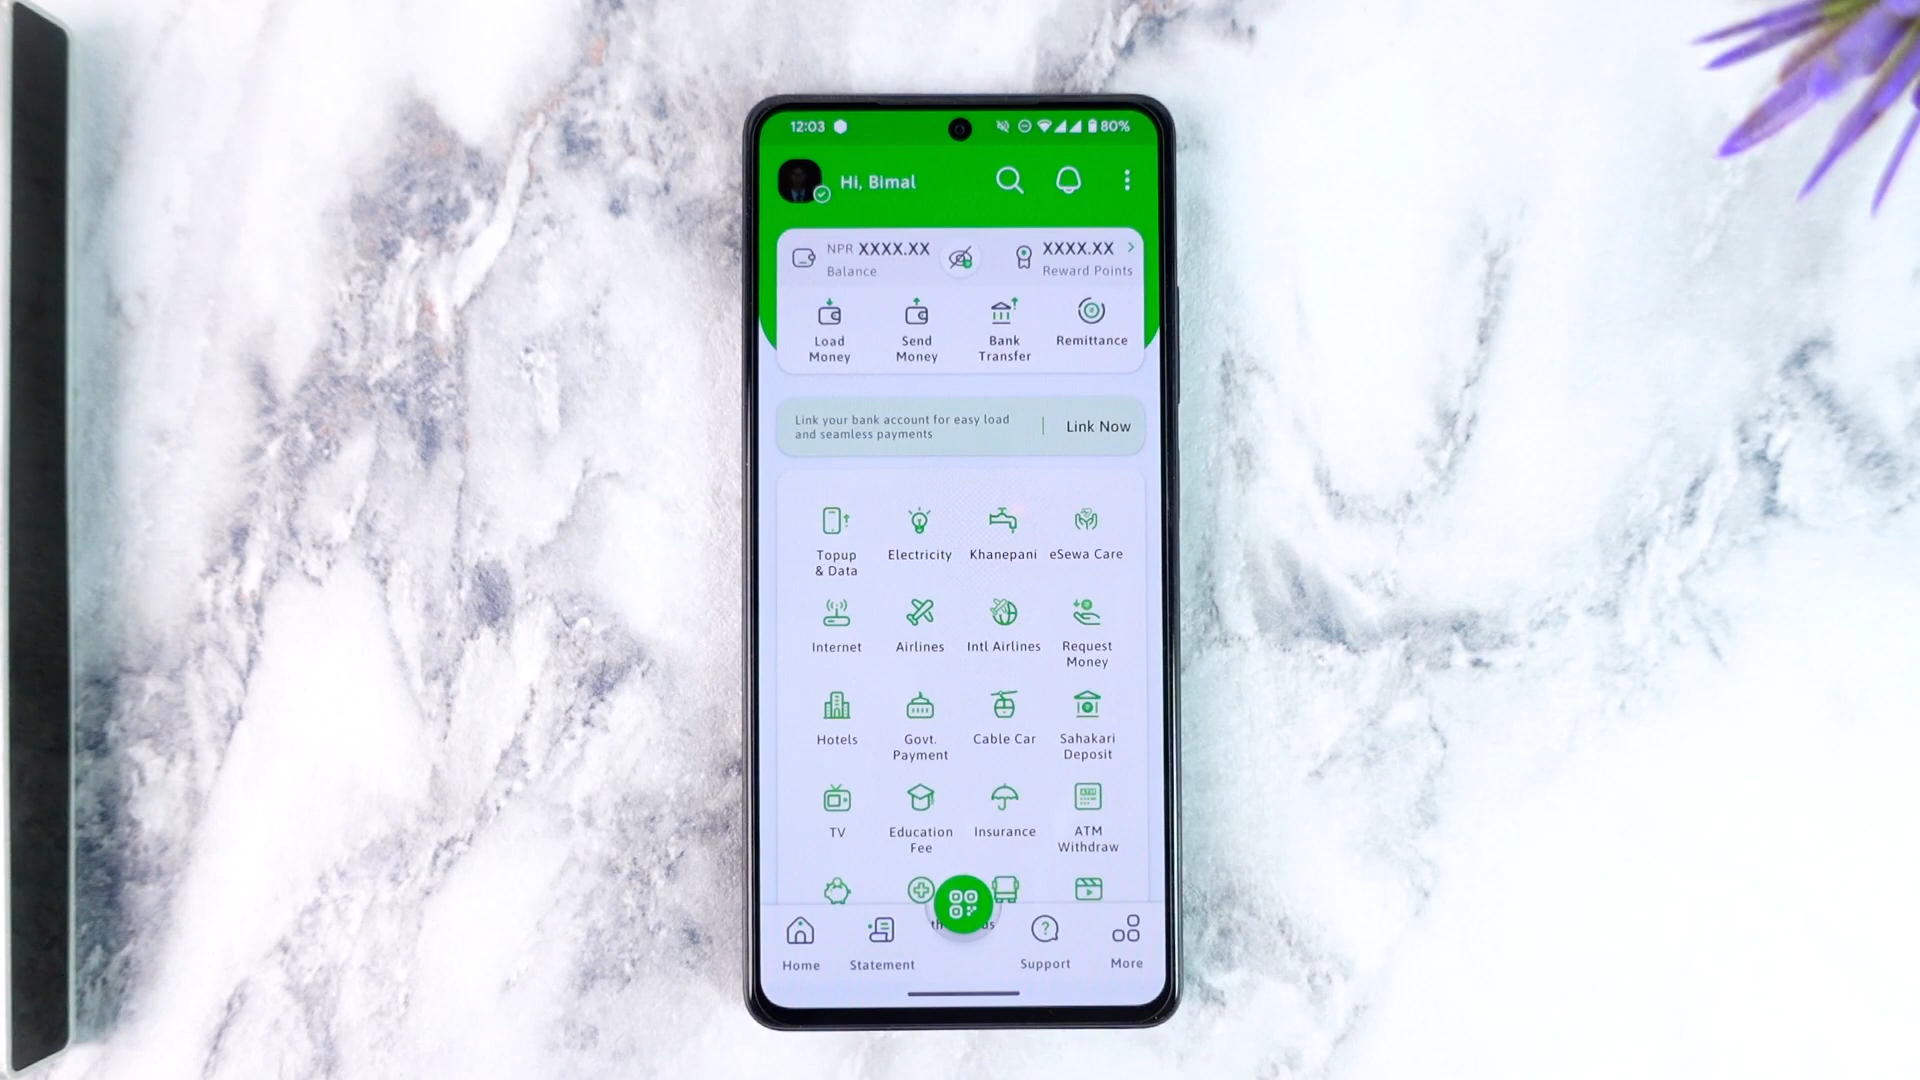 12:03
80%
Hi, Bimal
NPR XXXX.XX
Balance
XXXX.XX
Reward Points
Load
Money
Send
Money
Bank
Transfer
Remittance
Link your bank account for easy load
and seamless payments
Link Now
Topup
& Data
Electricity
Khanepani
eSewa Care
Internet
Airlines
Intl Airlines
Request
Money
Hotels
Govt.
Payment
Cable Car
Sahakari
Deposit
TV
Education
Fee
Insurance
ATM
ATM
Withdraw
Home
Statement
Support
More